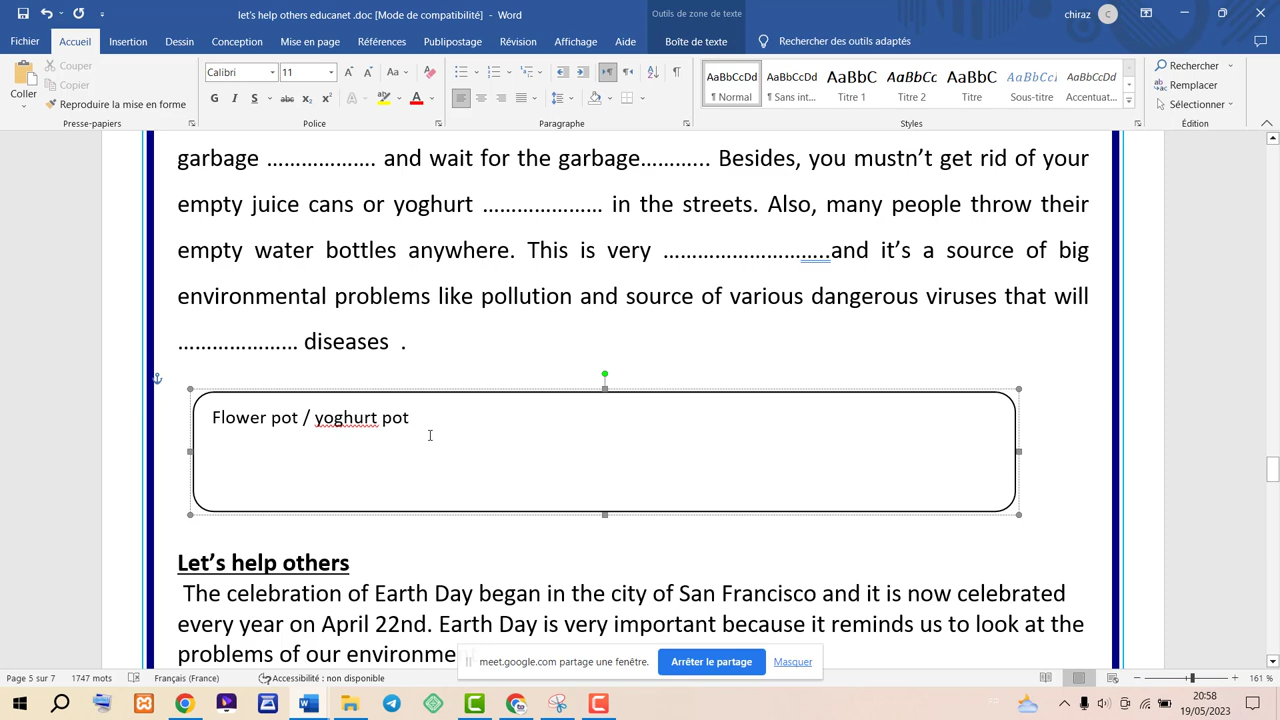 let's help others educanet .doc [Mode de compatibilité] - Word
Outils de zone de texte
chiraz
C
Fichier
Accueil
Insertion
Dessin
Conception
Mise en page
Références
Publipostage
Révision
Affichage
Aide
Boîte de texte
Rechercher des outils adaptés
Coller
Couper
Copier
Reproduire la mise en forme
Presse-papiers
Calibri
11
Police
Paragraphe
AaBbCcDd
¶ Normal
AaBbCcDd
¶ Sans int...
AaBbC
Titre 1
AaBbCc
Titre 2
AaBbC
Titre
AaBbCcl
Sous-titre
AaBbCcDd
Accentuat...
Styles
Rechercher
Remplacer
Sélectionner
Édition
garbage ................... and wait for the garbage............ Besides, you mustn't get rid of your
empty juice cans or yoghurt ..................... in the streets. Also, many people throw their
empty water bottles anywhere. This is very .............................and it's a source of big
environmental problems like pollution and source of various dangerous viruses that will
..................... diseases .
Flower pot / yoghurt pot
Let's help others
The celebration of Earth Day began in the city of San Francisco and it is now celebrated
every year on April 22nd. Earth Day is very important because it reminds us to look at the
problems of our environme
meet.google.com partage une fenêtre.
Arrêter le partage
Masquer
Page 5 sur 7
1747 mots
Français (France)
Accessibilité : non disponible
161 %
20:58
19/05/2023